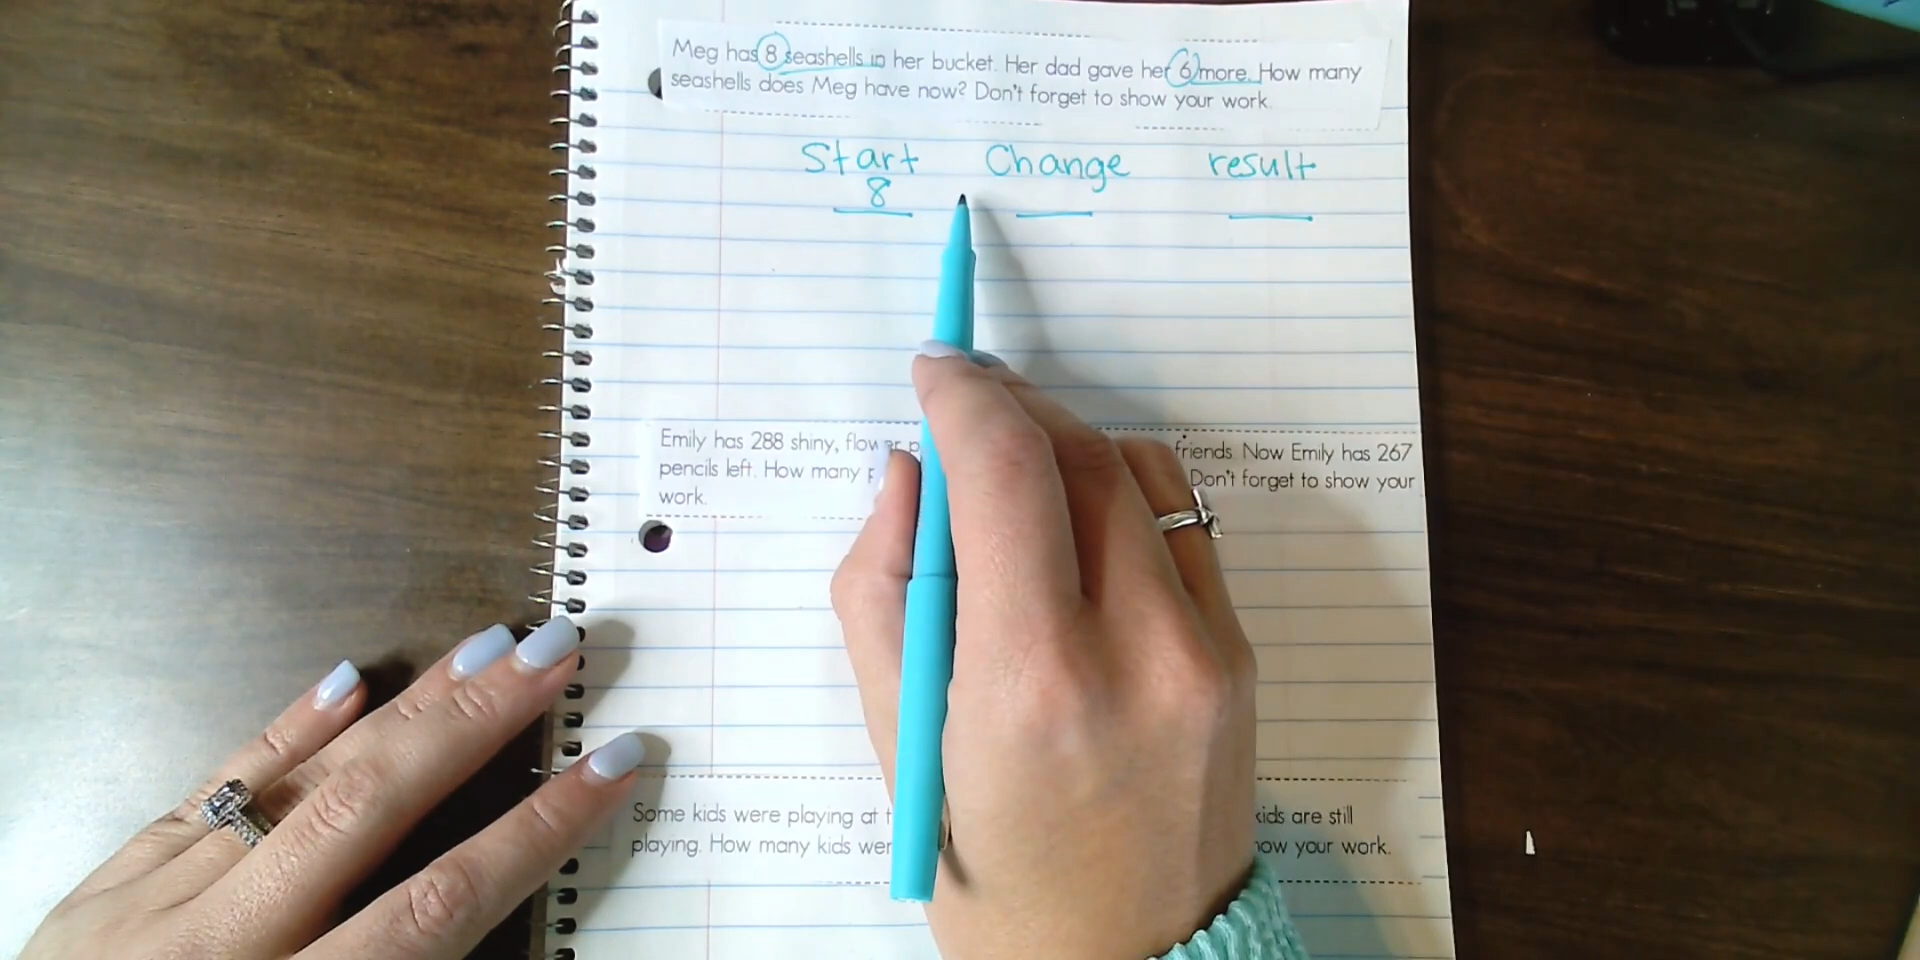 Meg has 8 seashells in her bucket. Her dad gave her 6 more. How many
seashells does Meg have now? Don't forget to show your work.
Start Change result
8
Emily has 288 shiny, friends. Now Emily has 267
pencils left. How many Don't forget to show your
work.
Some kids were playing at kids are still
playing. How many kids your work.